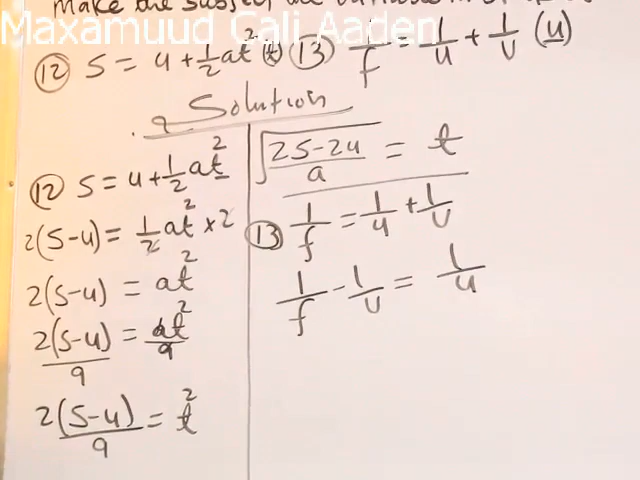 make the subject the variables in
Maxamuud Cali Aaden
(12) S = u + 1/2 at² (t) (13) 1/f = 1/u + 1/v (u)
Solution
(12) S = u + 1/2 at²
2(S-u) = 1/2 at² × 2
2(S-u) = at²
2(S-u)/a = at²/a
2(S-u)/a = t²
√(2S-2u/a) = t
(13) 1/f = 1/u + 1/v
1/f - 1/v = 1/u